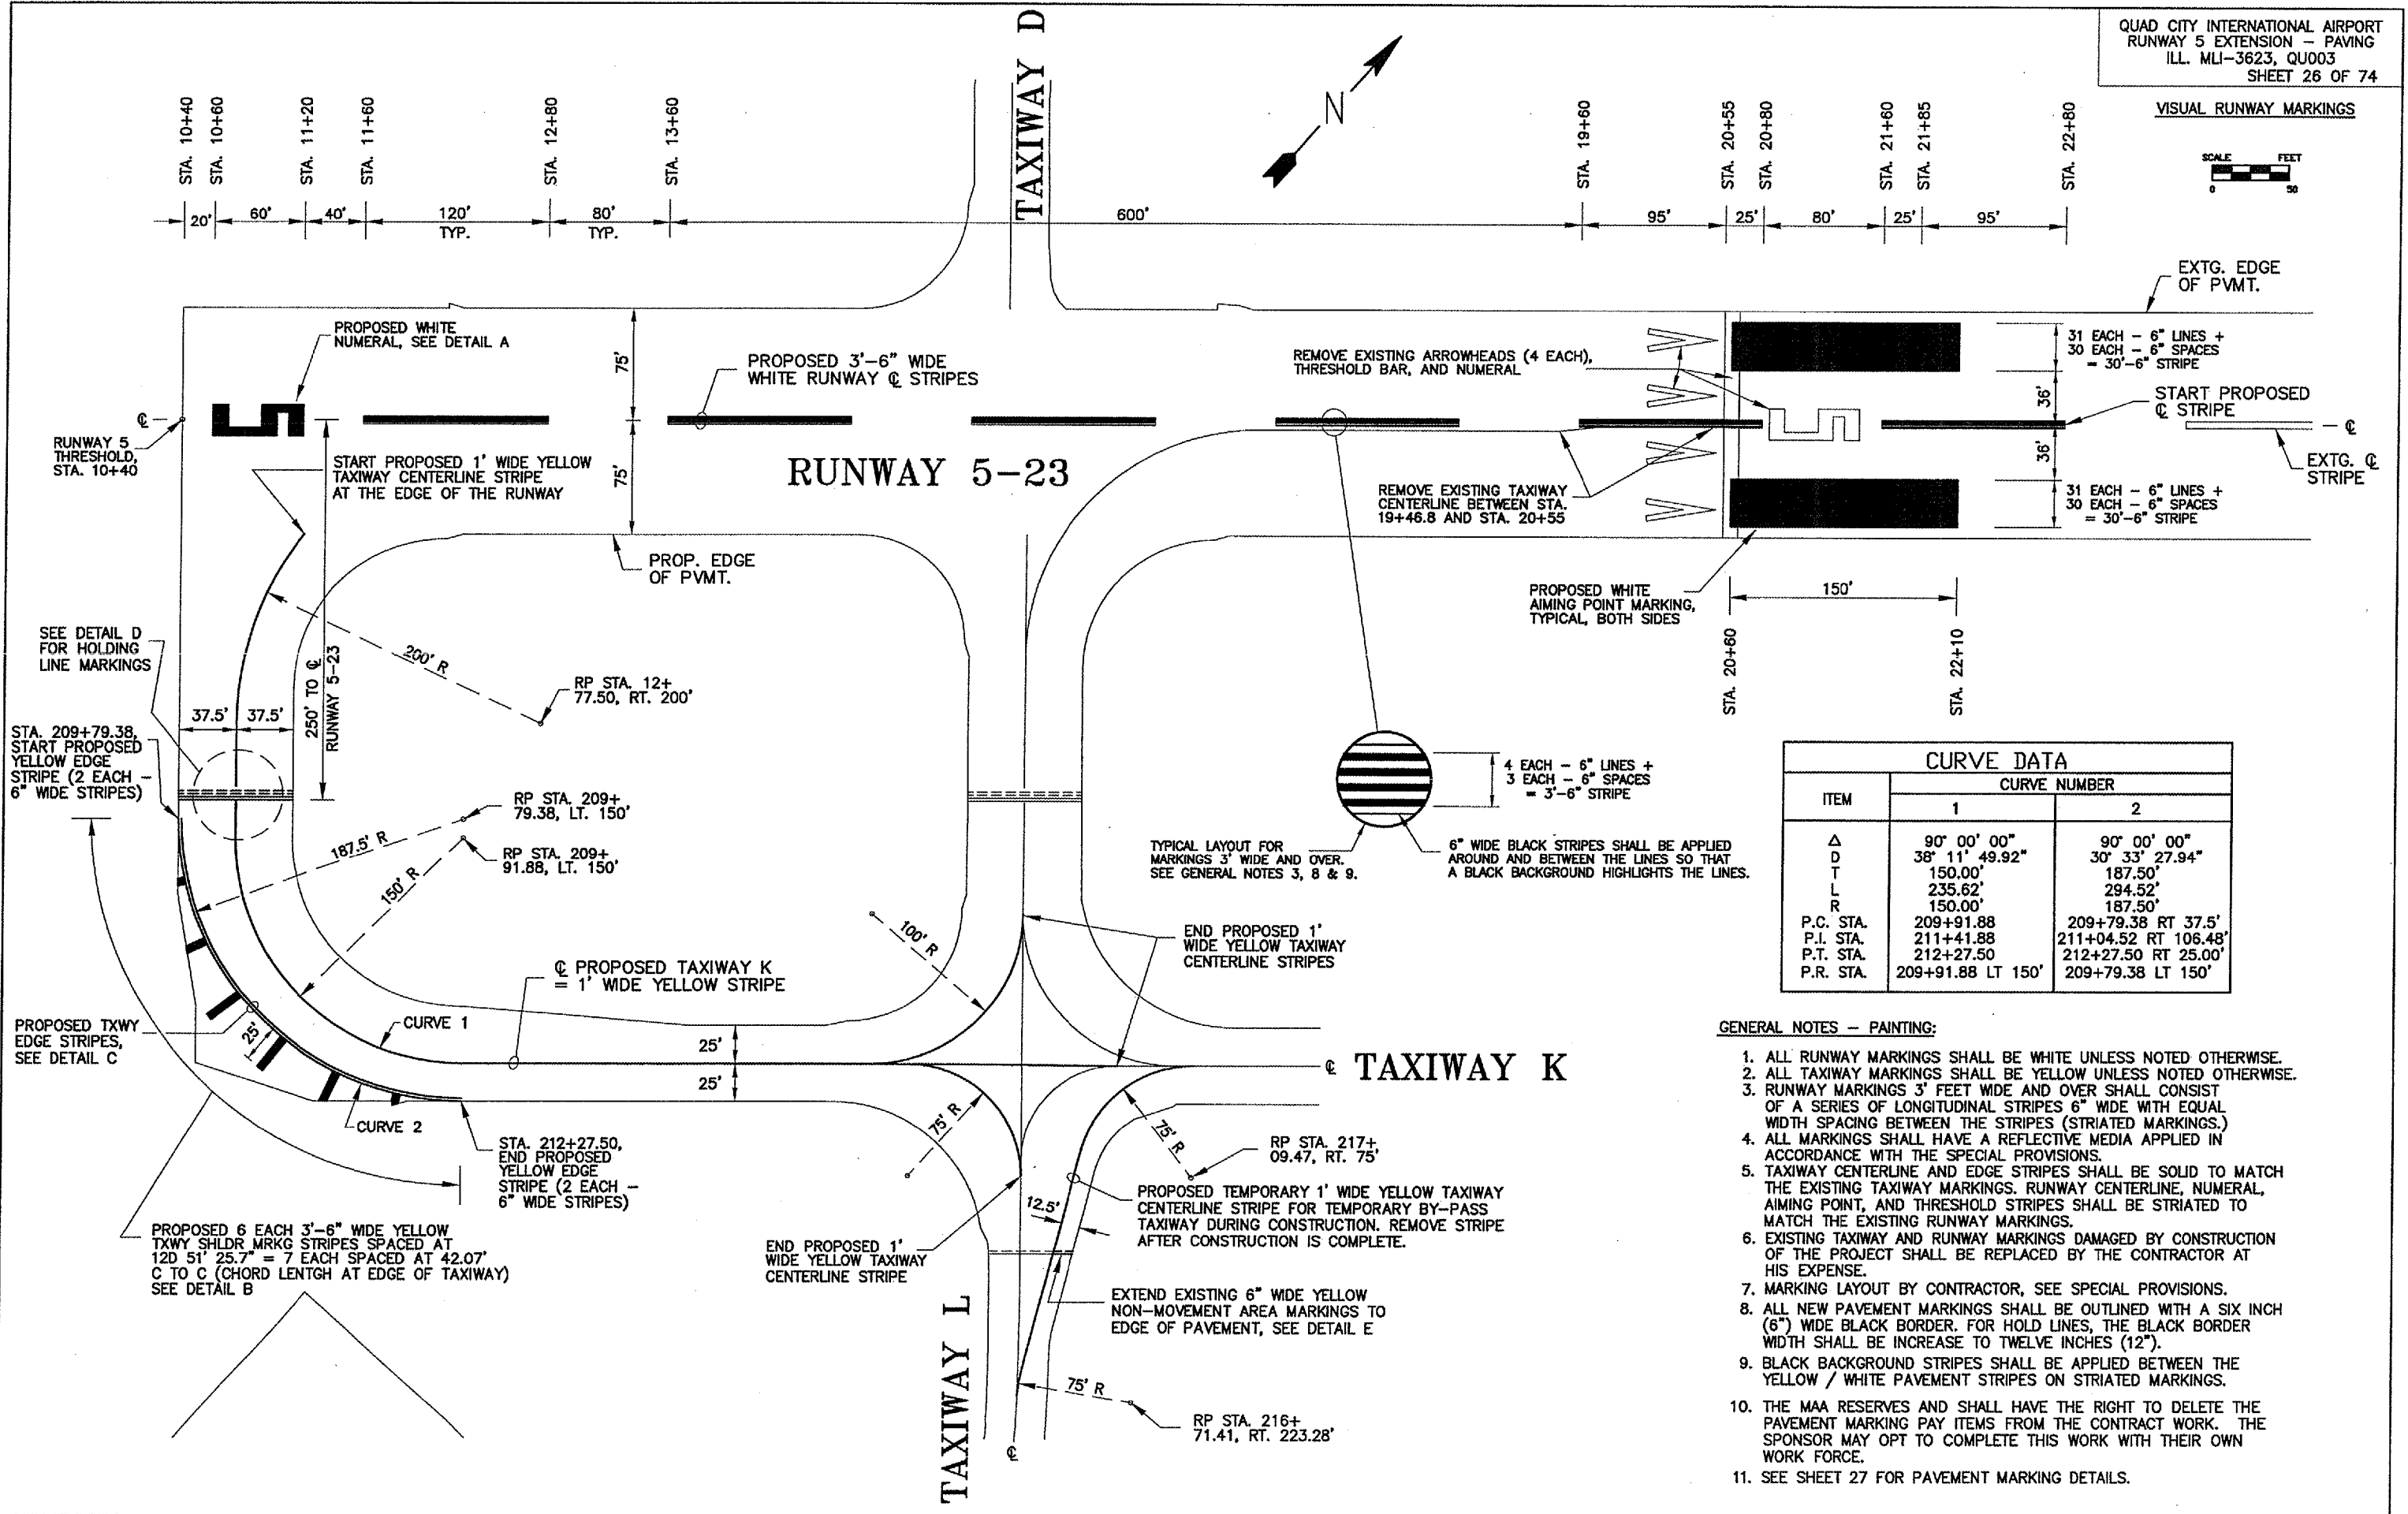 QUAD CITY INTERNATIONAL AIRPORT
RUNWAY 5 EXTENSION – PAVING
ILL. MLI–3623, QU003
SHEET 26 OF 74
VISUAL RUNWAY MARKINGS
SCALE FEET
0 50
TAXIWAY D
N
STA. 10+40
STA. 10+60
STA. 11+20
STA. 11+60
STA. 12+80
STA. 13+60
STA. 19+60
STA. 20+55
STA. 20+80
STA. 21+60
STA. 21+85
STA. 22+80
20'
60'
40'
120'
TYP.
80'
TYP.
600'
95'
25'
80'
25'
95'
EXTG. EDGE
OF PVMT.
PROPOSED WHITE
NUMERAL, SEE DETAIL A
75'
75'
PROPOSED 3'–6" WIDE
WHITE RUNWAY ℄ STRIPES
REMOVE EXISTING ARROWHEADS (4 EACH),
THRESHOLD BAR, AND NUMERAL
31 EACH – 6" LINES +
30 EACH – 6" SPACES
= 30'–6" STRIPE
36'
36'
START PROPOSED
℄ STRIPE
℄
℄
EXTG. ℄
STRIPE
31 EACH – 6" LINES +
30 EACH – 6" SPACES
= 30'–6" STRIPE
RUNWAY 5
THRESHOLD,
STA. 10+40
START PROPOSED 1' WIDE YELLOW
TAXIWAY CENTERLINE STRIPE
AT THE EDGE OF THE RUNWAY
RUNWAY 5–23
REMOVE EXISTING TAXIWAY
CENTERLINE BETWEEN STA.
19+46.8 AND STA. 20+55
PROP. EDGE
OF PVMT.
PROPOSED WHITE
AIMING POINT MARKING,
TYPICAL, BOTH SIDES
150'
STA. 20+60
STA. 22+10
SEE DETAIL D
FOR HOLDING
LINE MARKINGS
250' TO ℄
RUNWAY 5–23
200' R
RP STA. 12+
77.50, RT. 200'
37.5'
37.5'
STA. 209+79.38,
START PROPOSED
YELLOW EDGE
STRIPE (2 EACH –
6" WIDE STRIPES)
RP STA. 209+
79.38, LT. 150'
187.5' R
RP STA. 209+
91.88, LT. 150'
150' R
4 EACH – 6" LINES +
3 EACH – 6" SPACES
= 3'–6" STRIPE
TYPICAL LAYOUT FOR
MARKINGS 3' WIDE AND OVER.
SEE GENERAL NOTES 3, 8 & 9.
6" WIDE BLACK STRIPES SHALL BE APPLIED
AROUND AND BETWEEN THE LINES SO THAT
A BLACK BACKGROUND HIGHLIGHTS THE LINES.
CURVE DATA
ITEM
CURVE NUMBER
1 2
Δ 90° 00' 00" 90° 00' 00"
D 38° 11' 49.92" 30° 33' 27.94"
T 150.00' 187.50'
L 235.62' 294.52'
R 150.00' 187.50'
P.C. STA. 209+91.88 209+79.38 RT 37.5'
P.I. STA. 211+41.88 211+04.52 RT 106.48'
P.T. STA. 212+27.50 212+27.50 RT 25.00'
P.R. STA. 209+91.88 LT 150' 209+79.38 LT 150'
100' R
END PROPOSED 1'
WIDE YELLOW TAXIWAY
CENTERLINE STRIPES
℄ PROPOSED TAXIWAY K
= 1' WIDE YELLOW STRIPE
PROPOSED TXWY
EDGE STRIPES,
SEE DETAIL C
25'
CURVE 1
CURVE 2
25'
25'
℄ TAXIWAY K
75' R
75' R
STA. 212+27.50,
END PROPOSED
YELLOW EDGE
STRIPE (2 EACH –
6" WIDE STRIPES)
RP STA. 217+
09.47, RT. 75'
12.5'
PROPOSED TEMPORARY 1' WIDE YELLOW TAXIWAY
CENTERLINE STRIPE FOR TEMPORARY BY–PASS
TAXIWAY DURING CONSTRUCTION. REMOVE STRIPE
AFTER CONSTRUCTION IS COMPLETE.
PROPOSED 6 EACH 3'–6" WIDE YELLOW
TXWY SHLDR MRKG STRIPES SPACED AT
12D 51' 25.7" = 7 EACH SPACED AT 42.07'
C TO C (CHORD LENTGH AT EDGE OF TAXIWAY)
SEE DETAIL B
END PROPOSED 1'
WIDE YELLOW TAXIWAY
CENTERLINE STRIPE
EXTEND EXISTING 6" WIDE YELLOW
NON–MOVEMENT AREA MARKINGS TO
EDGE OF PAVEMENT, SEE DETAIL E
TAXIWAY L
75' R
RP STA. 216+
71.41, RT. 223.28'
℄
GENERAL NOTES – PAINTING:
1. ALL RUNWAY MARKINGS SHALL BE WHITE UNLESS NOTED OTHERWISE.
2. ALL TAXIWAY MARKINGS SHALL BE YELLOW UNLESS NOTED OTHERWISE.
3. RUNWAY MARKINGS 3' FEET WIDE AND OVER SHALL CONSIST
OF A SERIES OF LONGITUDINAL STRIPES 6" WIDE WITH EQUAL
WIDTH SPACING BETWEEN THE STRIPES (STRIATED MARKINGS.)
4. ALL MARKINGS SHALL HAVE A REFLECTIVE MEDIA APPLIED IN
ACCORDANCE WITH THE SPECIAL PROVISIONS.
5. TAXIWAY CENTERLINE AND EDGE STRIPES SHALL BE SOLID TO MATCH
THE EXISTING TAXIWAY MARKINGS. RUNWAY CENTERLINE, NUMERAL,
AIMING POINT, AND THRESHOLD STRIPES SHALL BE STRIATED TO
MATCH THE EXISTING RUNWAY MARKINGS.
6. EXISTING TAXIWAY AND RUNWAY MARKINGS DAMAGED BY CONSTRUCTION
OF THE PROJECT SHALL BE REPLACED BY THE CONTRACTOR AT
HIS EXPENSE.
7. MARKING LAYOUT BY CONTRACTOR, SEE SPECIAL PROVISIONS.
8. ALL NEW PAVEMENT MARKINGS SHALL BE OUTLINED WITH A SIX INCH
(6") WIDE BLACK BORDER. FOR HOLD LINES, THE BLACK BORDER
WIDTH SHALL BE INCREASE TO TWELVE INCHES (12").
9. BLACK BACKGROUND STRIPES SHALL BE APPLIED BETWEEN THE
YELLOW / WHITE PAVEMENT STRIPES ON STRIATED MARKINGS.
10. THE MAA RESERVES AND SHALL HAVE THE RIGHT TO DELETE THE
PAVEMENT MARKING PAY ITEMS FROM THE CONTRACT WORK. THE
SPONSOR MAY OPT TO COMPLETE THIS WORK WITH THEIR OWN
WORK FORCE.
11. SEE SHEET 27 FOR PAVEMENT MARKING DETAILS.